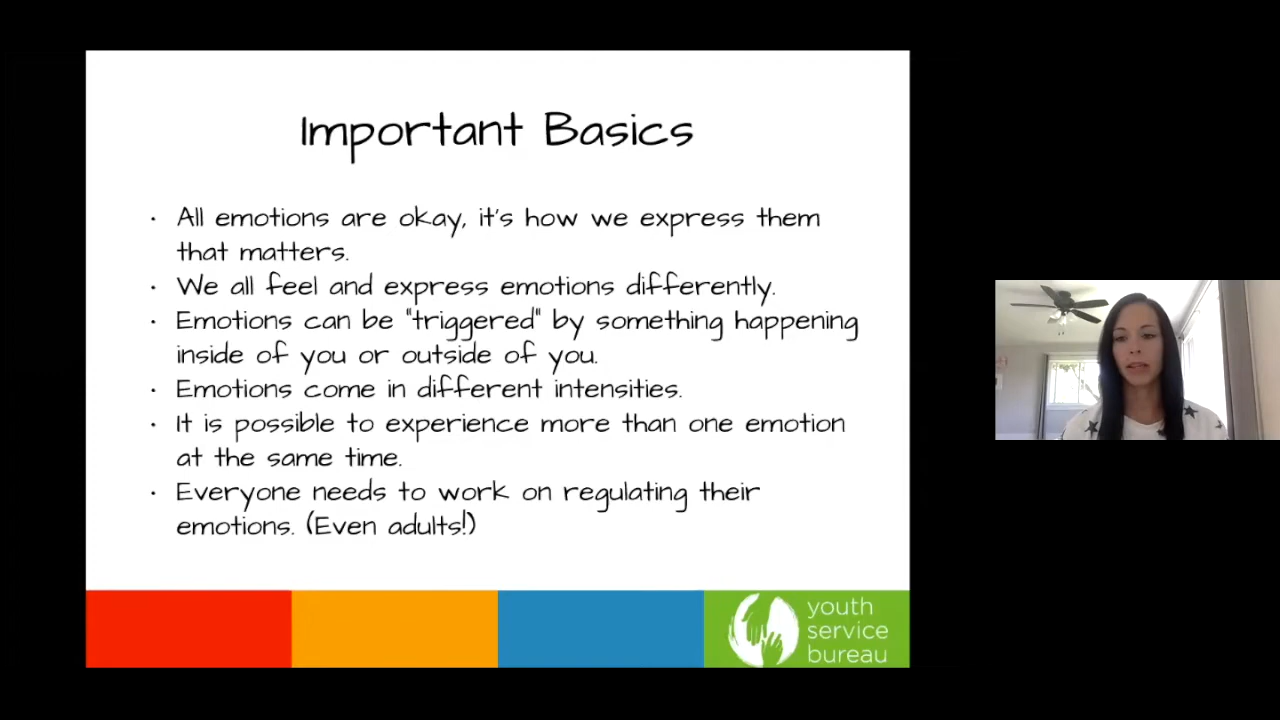 Important Basics
· All emotions are okay, it's how we express them
that matters.
· We all feel and express emotions differently.
· Emotions can be "triggered" by something happening
inside of you or outside of you.
· Emotions come in different intensities.
· It is possible to experience more than one emotion
at the same time.
· Everyone needs to work on regulating their
emotions. (Even adults!)
youth
service
bureau